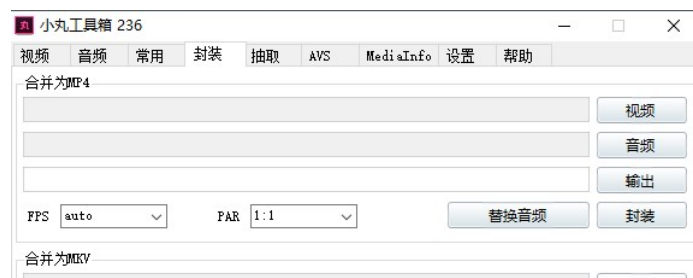 丸 小丸工具箱 236
视频 音频 常用 封装 抽取 AVS MediaInfo 设置 帮助
合并为MP4
视频
音频
输出
FPS auto PAR 1:1 替换音频 封装
合并为MKV